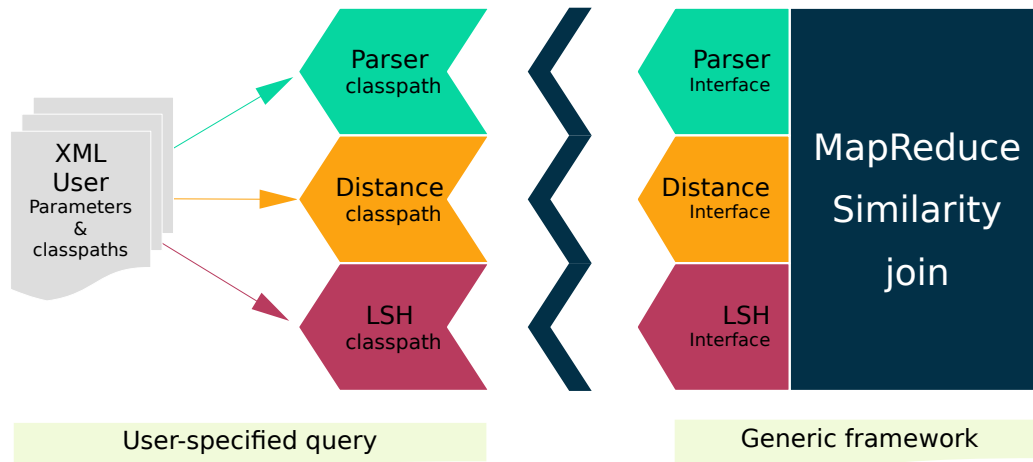 XML
User
Parameters
&
classpaths
Parser
classpath
Distance
classpath
LSH
classpath
Parser
Interface
Distance
Interface
LSH
Interface
MapReduce
Similarity
join
User-specified query
Generic framework